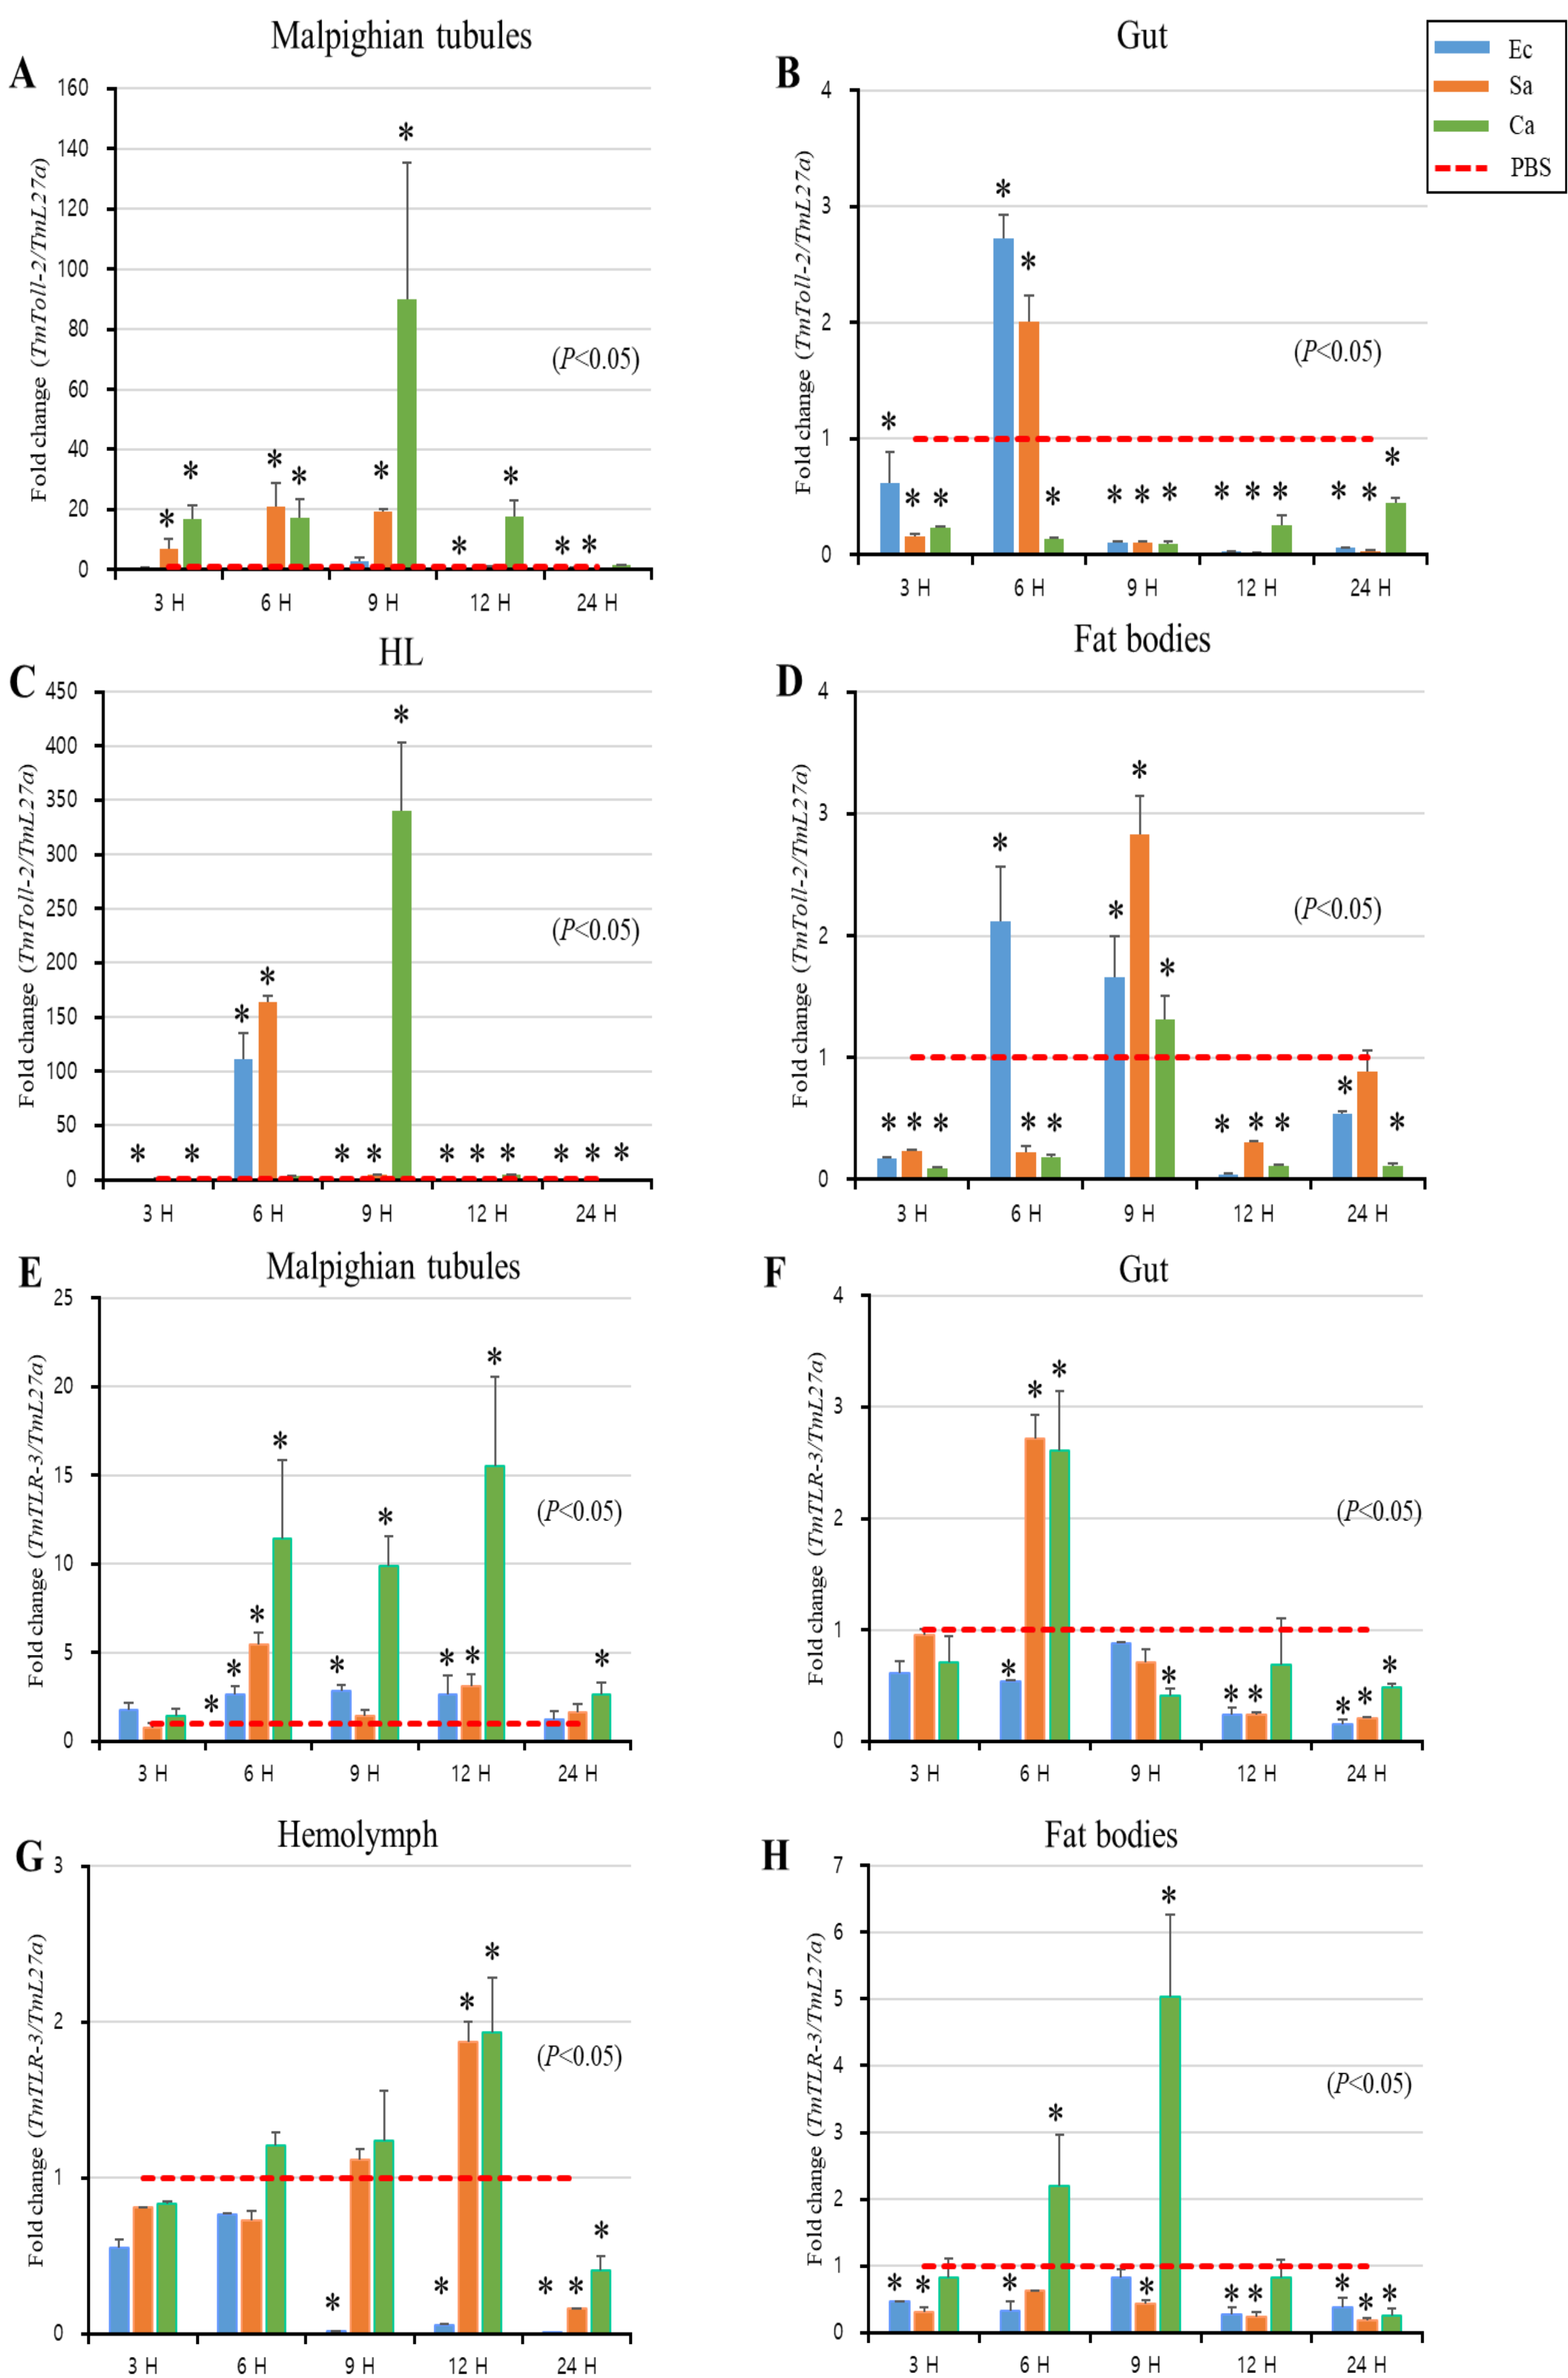 Malpighian tubules
A
Fold change (TmToll-2/TmL27a)
160
140
120
100
80
60
40
20
0
* * * * * * * * * *
(P<0.05)
3 H 6 H 9 H 12 H 24 H
Gut
B
Fold change (TmToll-2/TmL27a)
4
3
2
1
0
* * * * * * * * * * * * * * *
(P<0.05)
3 H 6 H 9 H 12 H 24 H
Ec
Sa
Ca
PBS
HL
C
Fold change (TmToll-2/TmL27a)
450
400
350
300
250
200
150
100
50
0
* * * * * * * * * * * * *
(P<0.05)
3 H 6 H 9 H 12 H 24 H
Fat bodies
D
Fold change (TmToll-2/TmL27a)
4
3
2
1
0
* * * * * * * * * * * * * *
(P<0.05)
3 H 6 H 9 H 12 H 24 H
Malpighian tubules
E
Fold change (TmTLR-3/TmL27a)
25
20
15
10
5
0
* * * * * * * * * *
(P<0.05)
3 H 6 H 9 H 12 H 24 H
Gut
F
Fold change (TmTLR-3/TmL27a)
4
3
2
1
0
* * * * * * * * *
(P<0.05)
3 H 6 H 9 H 12 H 24 H
Hemolymph
G
Fold change (TmTLR-3/TmL27a)
3
2
1
0
* * * * * * *
(P<0.05)
3 H 6 H 9 H 12 H 24 H
Fat bodies
H
Fold change (TmTLR-3/TmL27a)
7
6
5
4
3
2
1
0
* * * * * * * * * * *
(P<0.05)
3 H 6 H 9 H 12 H 24 H